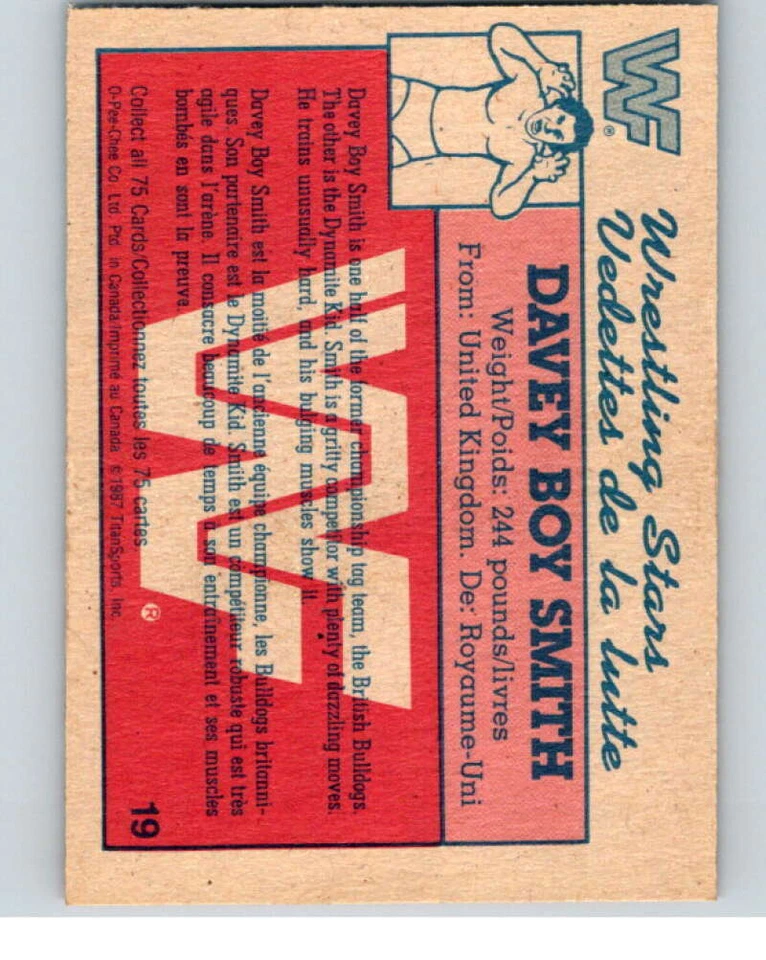 WF ®
Wrestling Stars
Vedettes de la lutte
DAVEY BOY SMITH
Weight/Poids: 244 pounds/livres
From: United Kingdom. De: Royaume-Uni
Davey Boy Smith is one half of the former championship tag team, the British Bulldogs.
The other is the Dynamite Kid. Smith is a gritty competitor with plenty of dazzling moves.
He trains unusually hard, and his bulging muscles show it.
Davey Boy Smith est la moitié de l'ancienne équipe championne, les Bulldogs britanni-
ques. Son partenaire est le Dynamite Kid. Smith est un compétiteur robuste qui est très
agile dans l'arène. Il consacre beaucoup de temps à son entraînement et ses muscles
bombés en sont la preuve.
Collect all 75 Cards/Collectionnez toutes les 75 cartes
O-Pee-Chee Co. Ltd. Ptd. in Canada/Imprimé au Canada © 1987 TitanSports, Inc.
WF ®
19